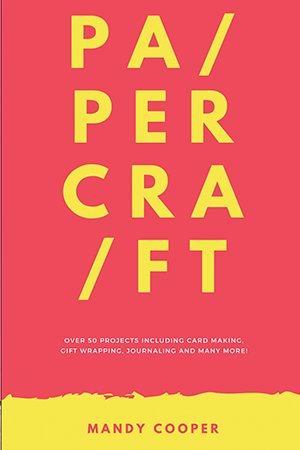 PA/
PER
CRA
/FT
OVER 50 PROJECTS INCLUDING CARD MAKING,
GIFT WRAPPING, JOURNALING AND MANY MORE!
MANDY COOPER